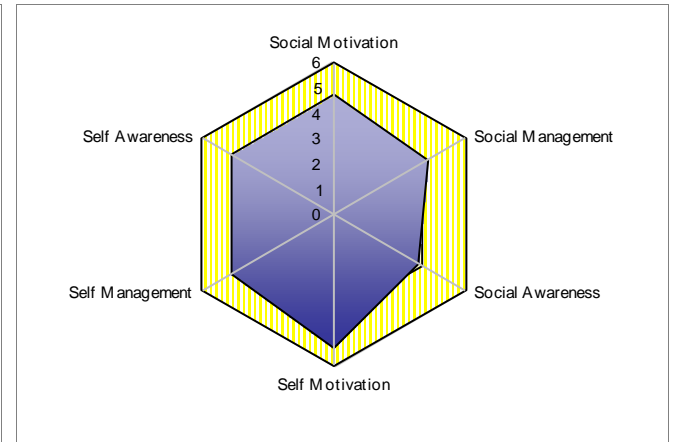 Social Motivation
6
5
4
3
2
1
0
Self Awareness
Social Management
Self Management
Social Awareness
Self Motivation